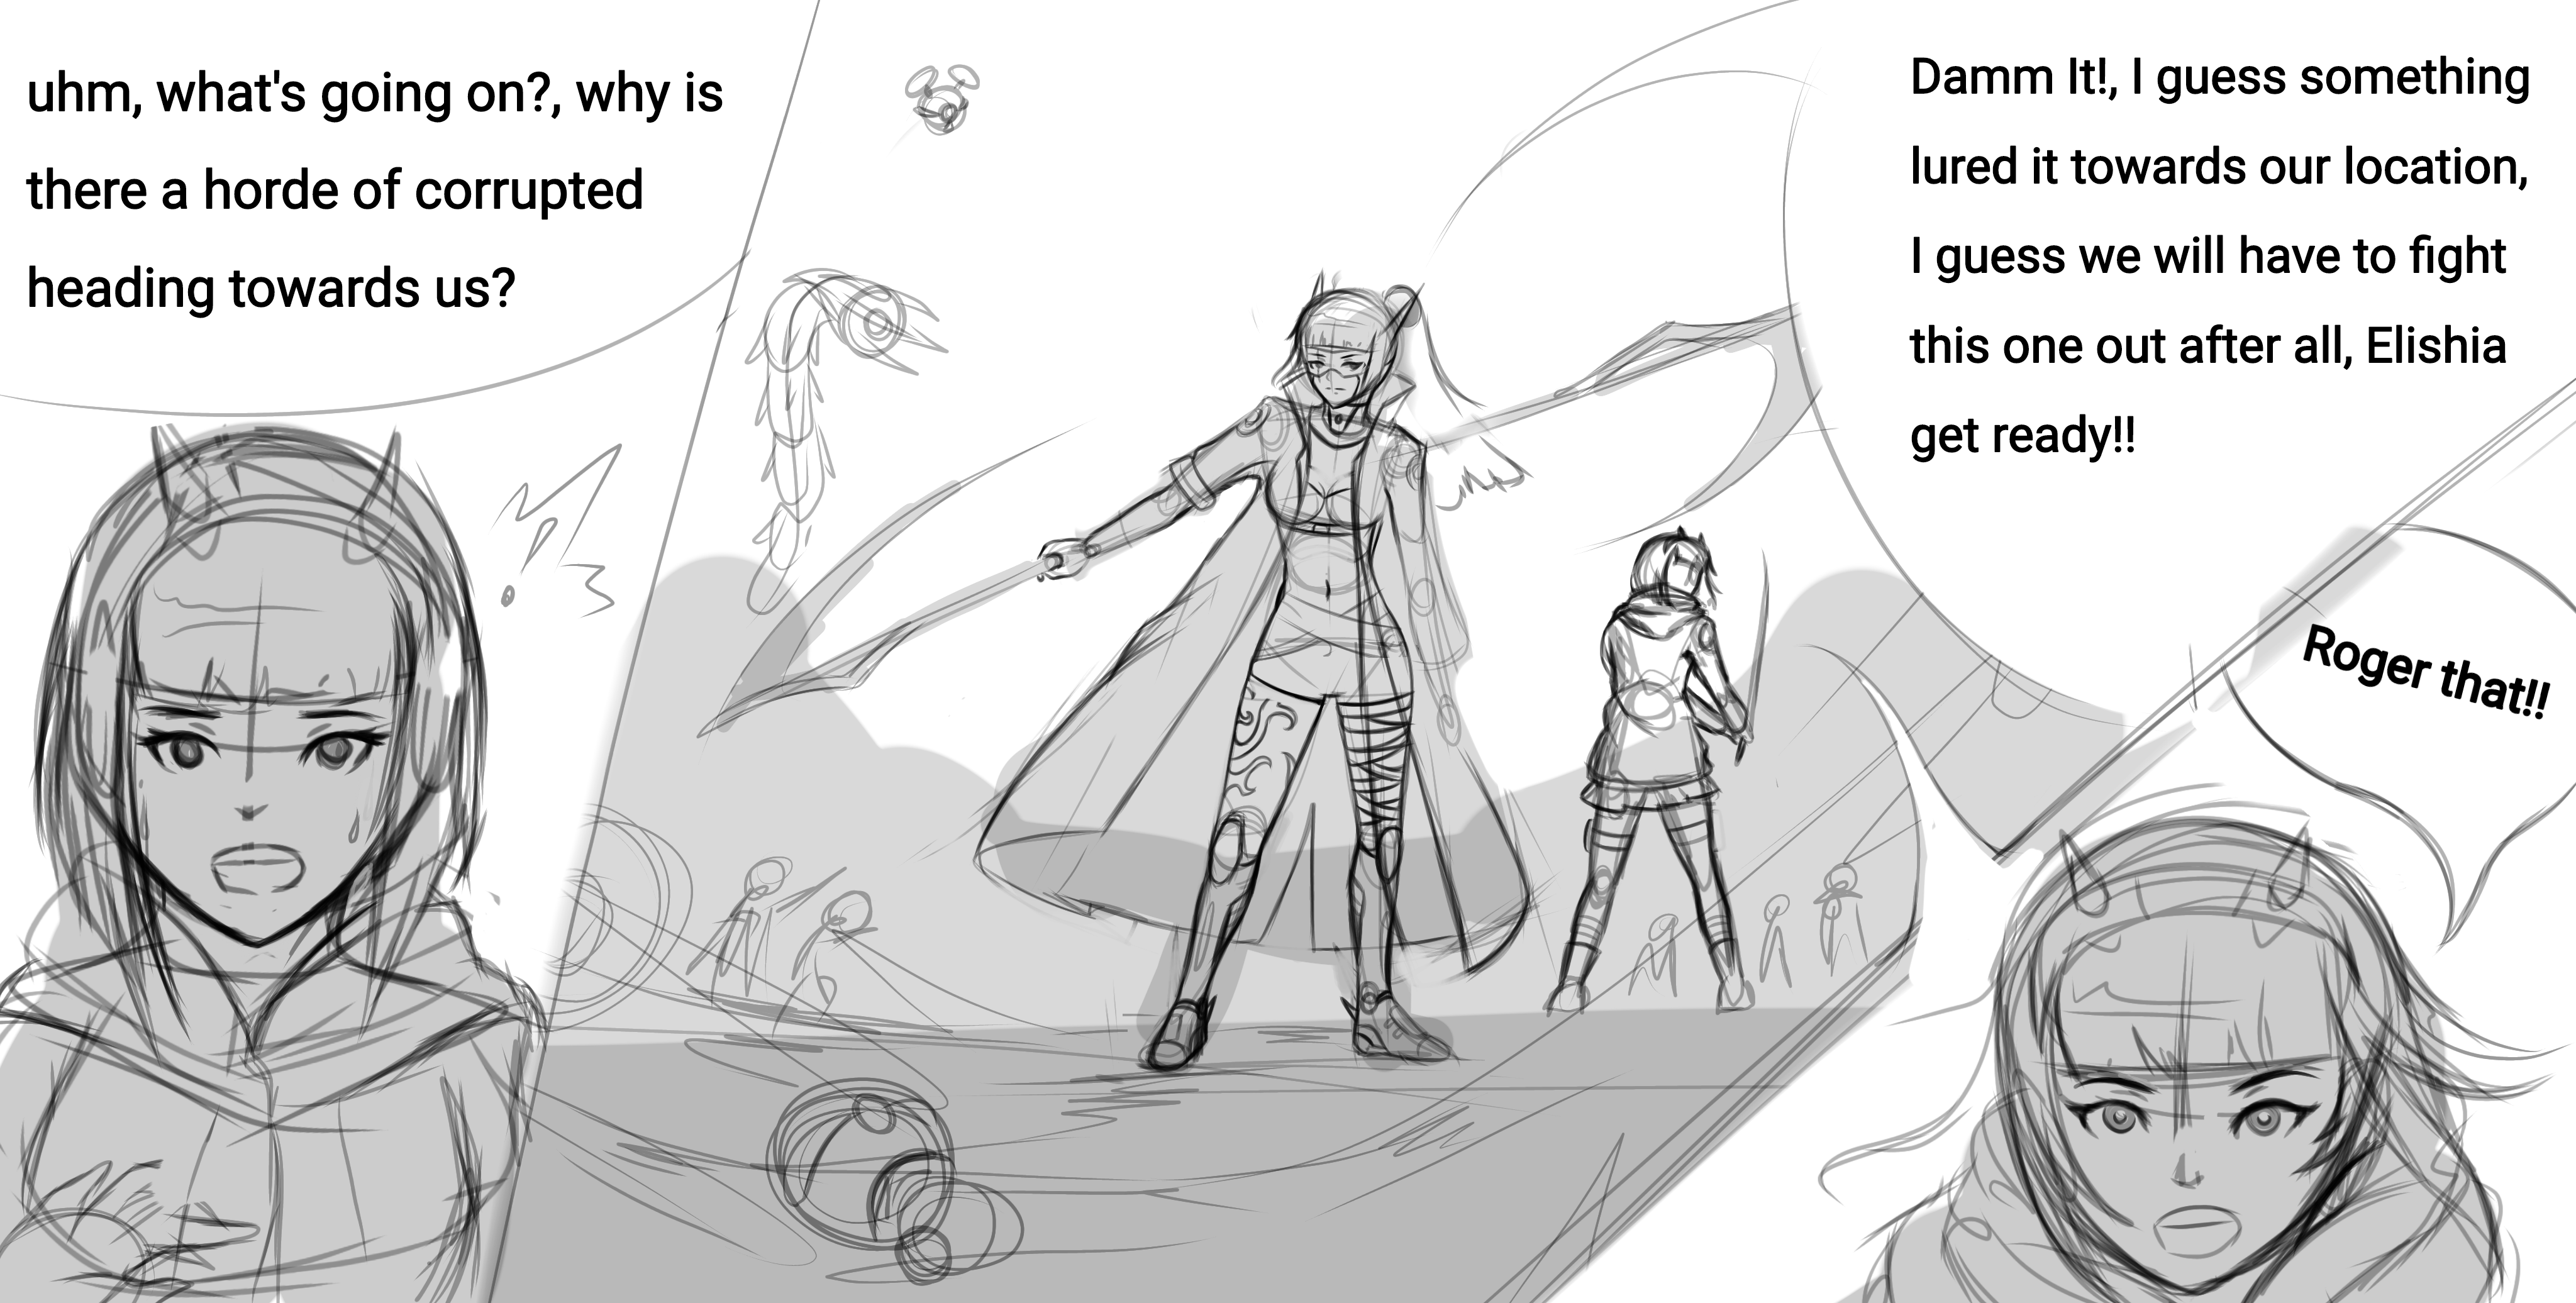 uhm, what's going on?, why is
there a horde of corrupted
heading towards us?
Damm It!, I guess something
lured it towards our location,
I guess we will have to fight
this one out after all, Elishia
get ready!!
Roger that!!